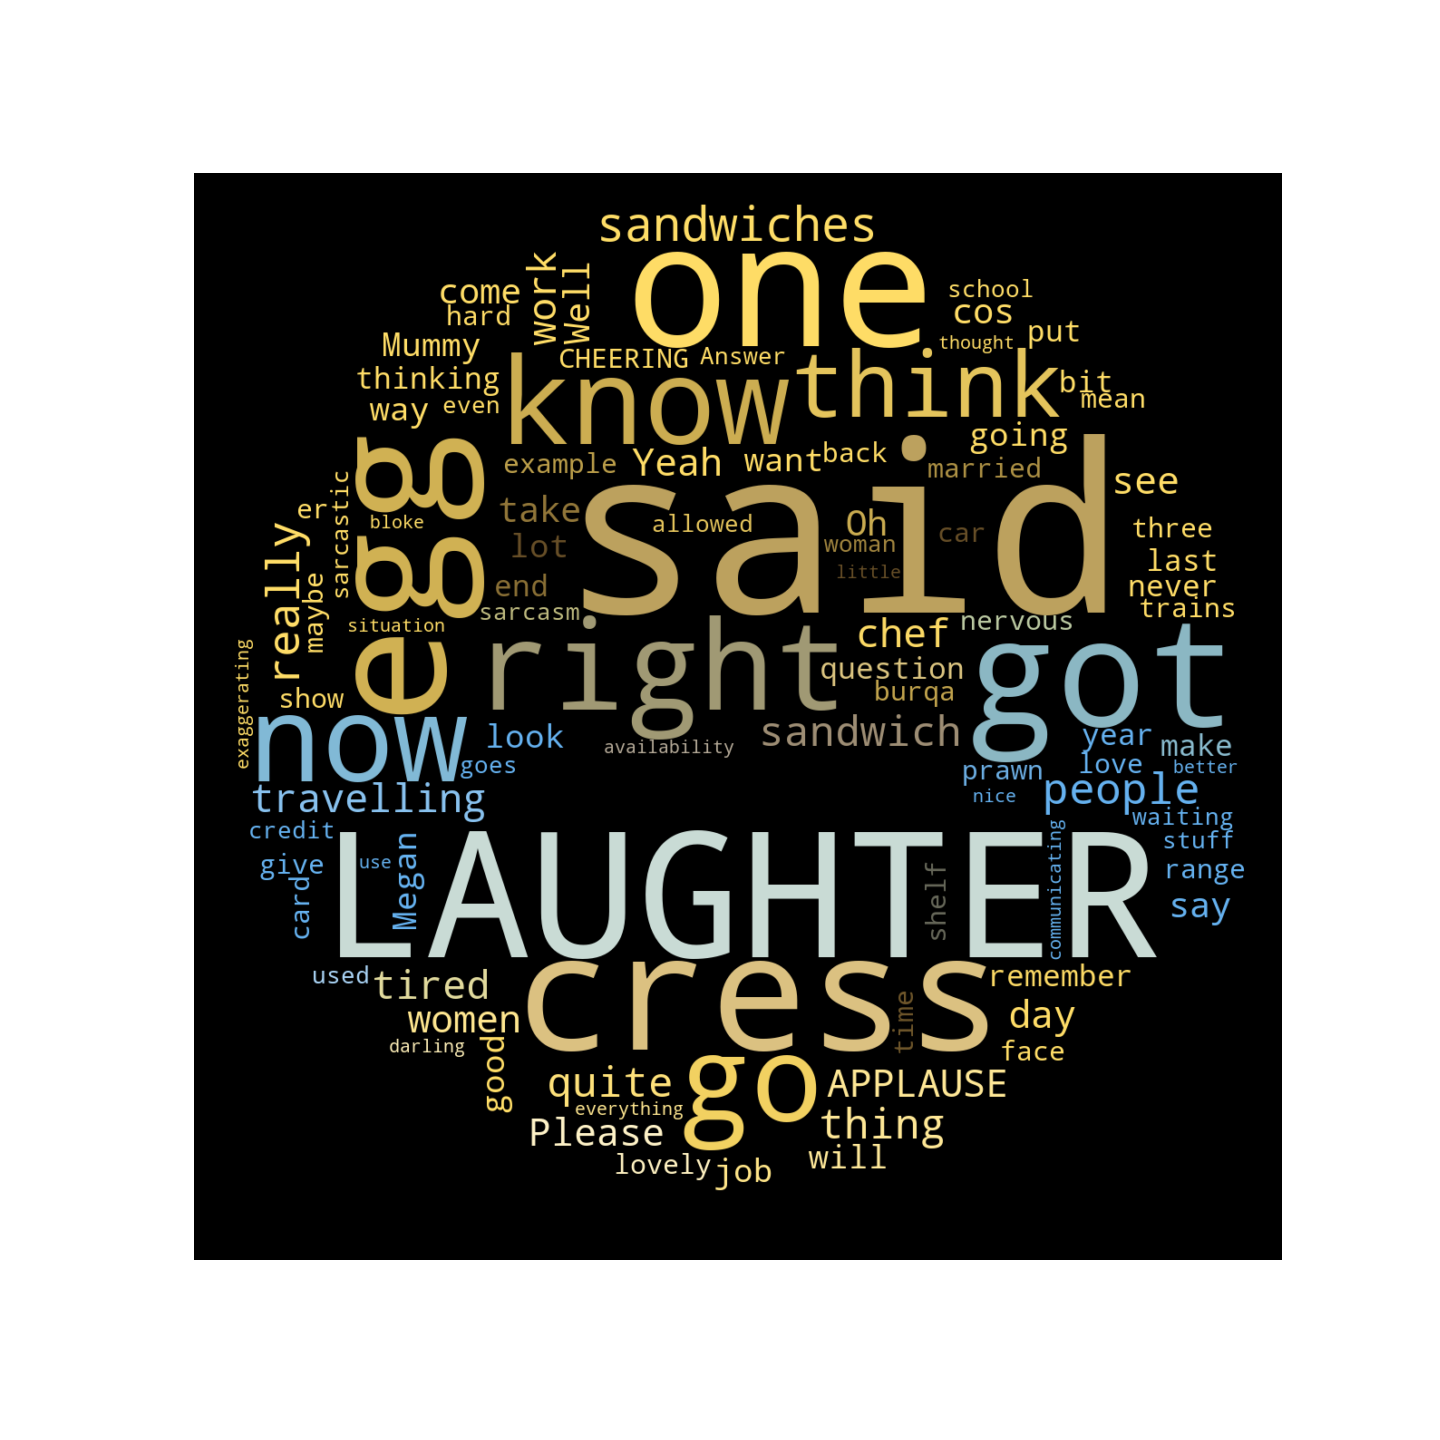 sandwiches
one
come
hard
work
Well
school
cos
put
thought
Mummy
CHEERING
Answer
thinking
know
think
bit
mean
way
even
going
egg
example
Yeah
want
back
married
see
said
take
er
sarcastic
bloke
allowed
Oh
car
three
really
lot
woman
last
little
maybe
end
never
sarcasm
trains
situation
right
chef
nervous
got
exaggerating
question
show
burqa
now
look
availability
sandwich
year
make
goes
prawn
love
better
travelling
nice
people
credit
waiting
LAUGHTER
stuff
give
use
Megan
shelf
communicating
range
card
say
used
tired
cress
remember
women
time
day
darling
face
good
quite
go
APPLAUSE
everything
Please
thing
lovely
job
will